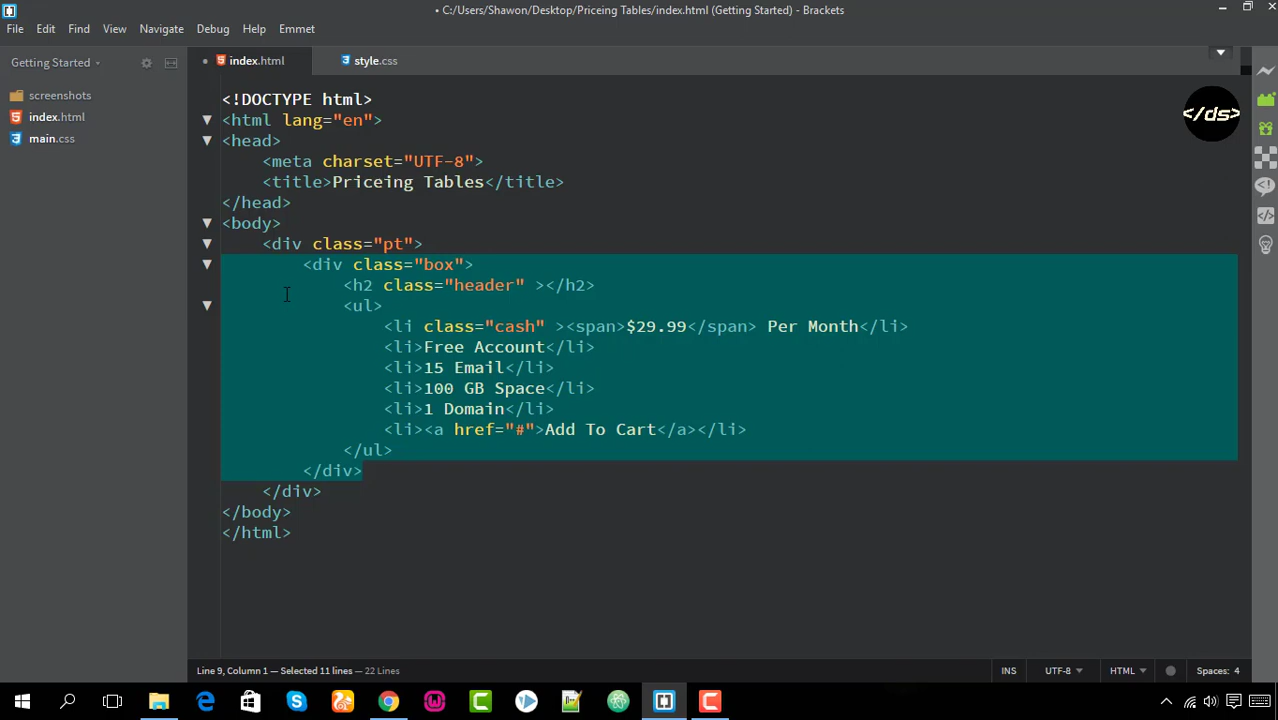 • C:/Users/Shawon/Desktop/Priceing Tables/index.html (Getting Started) - Brackets
File Edit Find View Navigate Debug Help Emmet
Getting Started
• index.html
style.css
screenshots
index.html
main.css
</ds>
<!DOCTYPE html>
<html lang="en">
<head>
<meta charset="UTF-8">
<title>Priceing Tables</title>
</head>
<body>
<div class="pt">
<div class="box">
<h2 class="header" ></h2>
<ul>
<li class="cash" ><span>$29.99</span> Per Month</li>
<li>Free Account</li>
<li>15 Email</li>
<li>100 GB Space</li>
<li>1 Domain</li>
<li><a href="#">Add To Cart</a></li>
</ul>
</div>
</div>
</body>
</html>
Line 9, Column 1 — Selected 11 lines — 22 Lines
INS UTF-8 HTML Spaces: 4